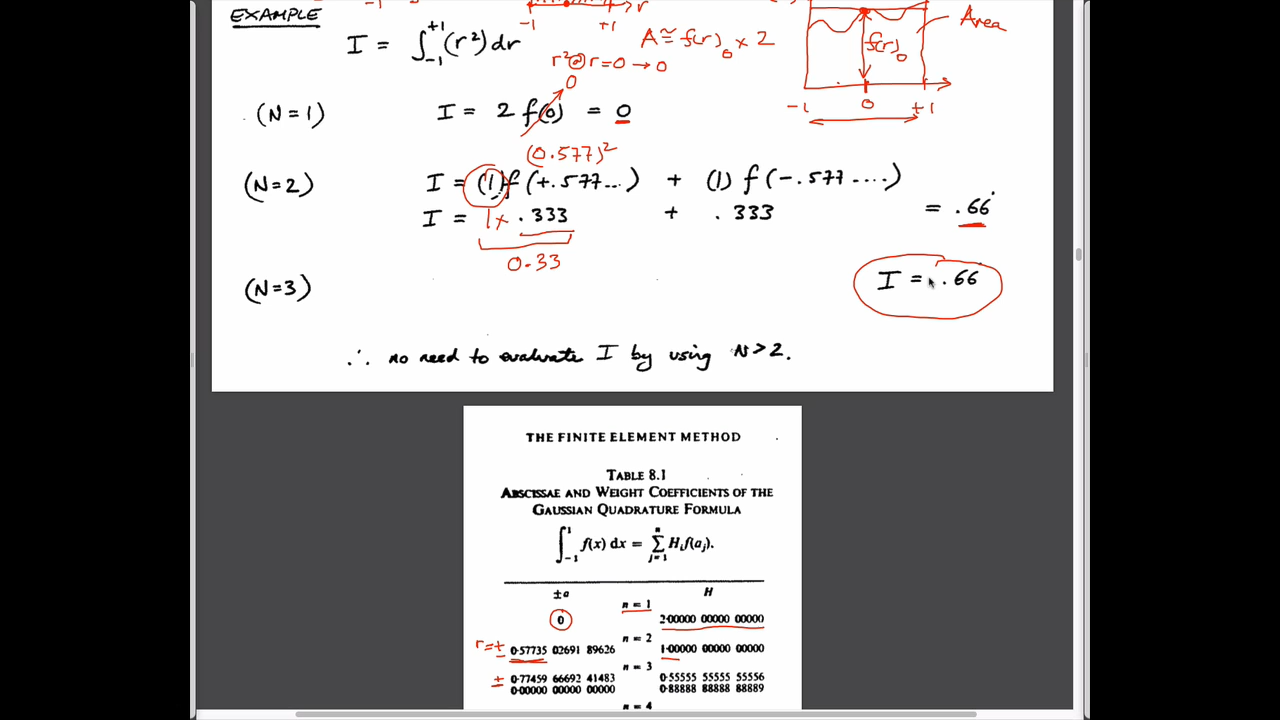 EXAMPLE
-1 +1 r
I = ∫₋₁⁺¹ (r²) dr
A ≅ f(r)₀ × 2
r²@r=0 → 0
0
Area
f(r)₀
-1 0 +1
(N=1) I = 2 f(0) = 0
(0.577)²
(N=2) I = (1) f(+.577...) + (1) f(-.577....)
I = 1× .333 + .333 = .66
0.33
(N=3) I = .66
∴ no need to evaluate I by using N>2.
THE FINITE ELEMENT METHOD
TABLE 8.1
ABSCISSAE AND WEIGHT COEFFICIENTS OF THE
GAUSSIAN QUADRATURE FORMULA
∫₋₁¹ f(x) dx = Σⱼ₌₁ⁿ Hᵢf(aⱼ).
±a H
n = 1
0 2·00000 00000 00000
n = 2
r=± 0·57735 02691 89626 1·00000 00000 00000
n = 3
± 0·77459 66692 41483 0·55555 55555 55556
0·00000 00000 00000 0·88888 88888 88889
n = 4